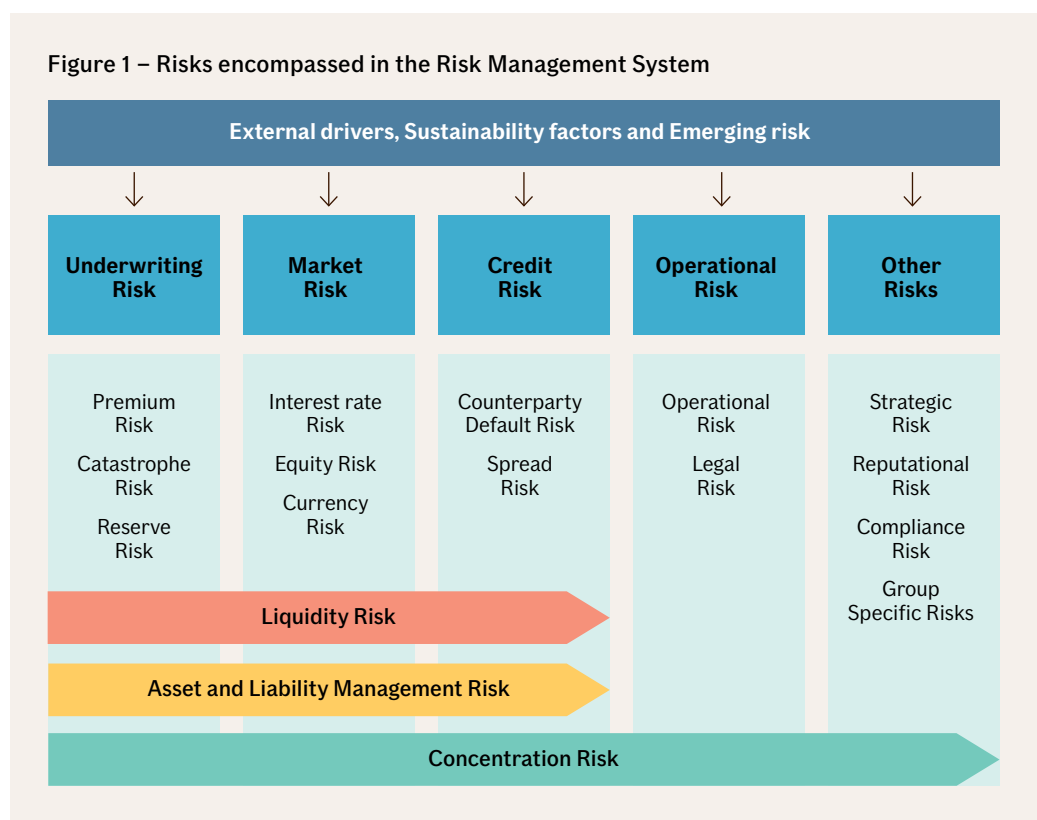 Figure 1 – Risks encompassed in the Risk Management System
External drivers, Sustainability factors and Emerging risk
Underwriting
Risk
Market
Risk
Credit
Risk
Operational
Risk
Other
Risks
Premium
Risk
Catastrophe
Risk
Reserve
Risk
Interest rate
Risk
Equity Risk
Currency
Risk
Counterparty
Default Risk
Spread
Risk
Operational
Risk
Legal
Risk
Strategic
Risk
Reputational
Risk
Compliance
Risk
Group
Specific Risks
Liquidity Risk
Asset and Liability Management Risk
Concentration Risk